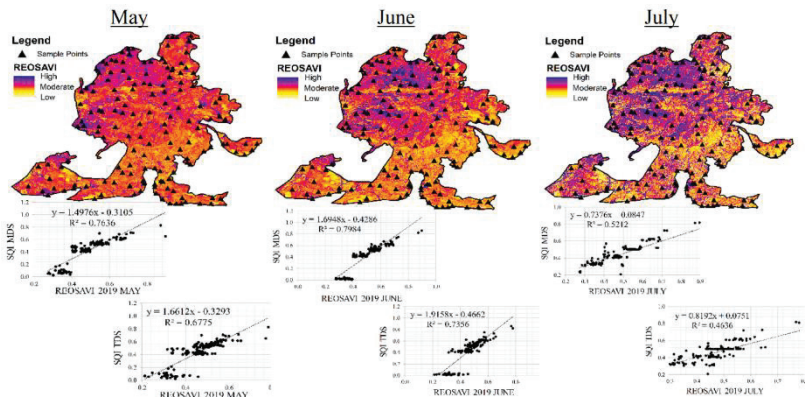 May
June
July
Legend
▲ Sample Points
REOSAVI
High
Moderate
Low
Legend
▲ Sample Points
REOSAVI
High
Moderate
Low
Legend
▲ Sample Points
REOSAVI
High
Moderate
Low
y = 1.4976x - 0.3105
R² = 0.7636
SQI MDS
REOSAVI 2019 MAY
y = 1.6948x - 0.4286
R² = 0.7984
SQI MDS
REOSAVI 2019 JUNE
y = 0.7376x 0.0847
R² = 0.5212
SQI MDS
REOSAVI 2019 JULY
y = 1.6612x - 0.3293
R² = 0.6775
SQI TDS
REOSAVI 2019 MAY
y = 1.9158x - 0.4662
R² = 0.7356
SQI TDS
REOSAVI 2019 JUNE
y = 0.8192x + 0.0751
R² = 0.4636
SQI TDS
REOSAVI 2019 JULY